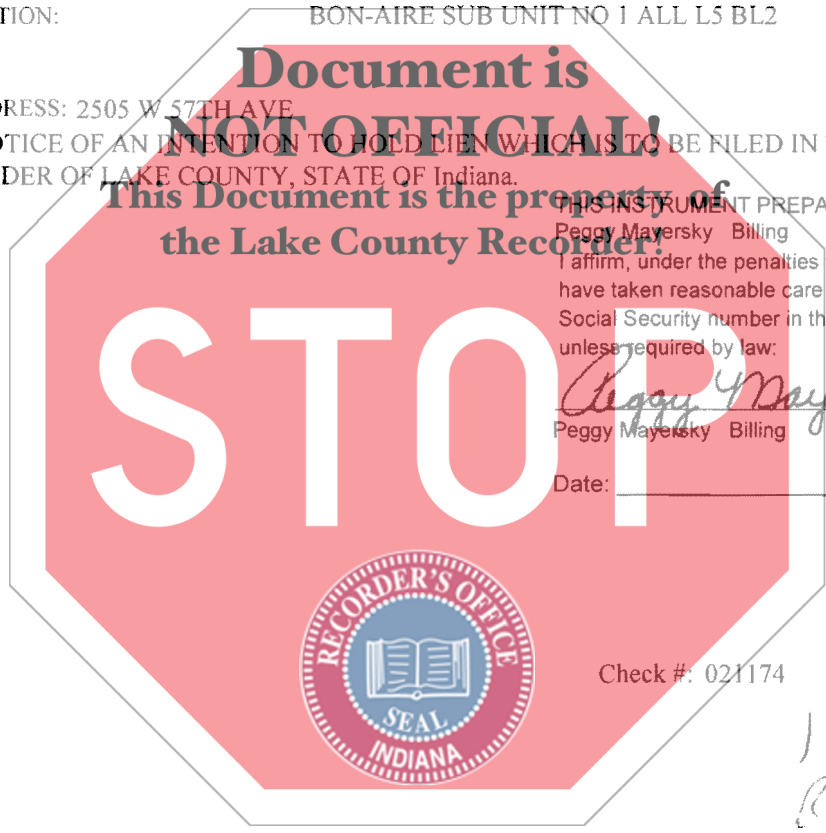 TION: BON-AIRE SUB UNIT NO 1 ALL L5 BL2
Document is
RESS: 2505 W 57TH AVE
NOT OFFICIAL!
TICE OF AN INTENTION TO HOLD LIEN WHICH IS TO BE FILED IN
DER OF LAKE COUNTY, STATE OF Indiana.
This Document is the property of
the Lake County Recorder!
THIS INSTRUMENT PREPA
Peggy Mayersky Billing
I affirm, under the penalties
have taken reasonable care
Social Security number in th
unless required by law:
STOP
Peggy May
Peggy Mayersky Billing
Date:
RECORDER'S OFFICE
SEAL
INDIANA
Check #: 021174